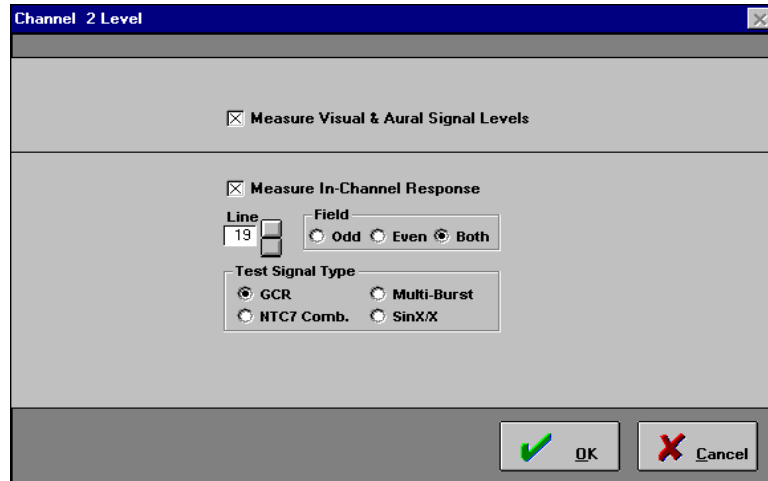 Channel 2 Level
Measure Visual & Aural Signal Levels
Measure In-Channel Response
Line
19
Field
Odd Even Both
Test Signal Type
GCR Multi-Burst
NTC7 Comb. SinX/X
OK Cancel